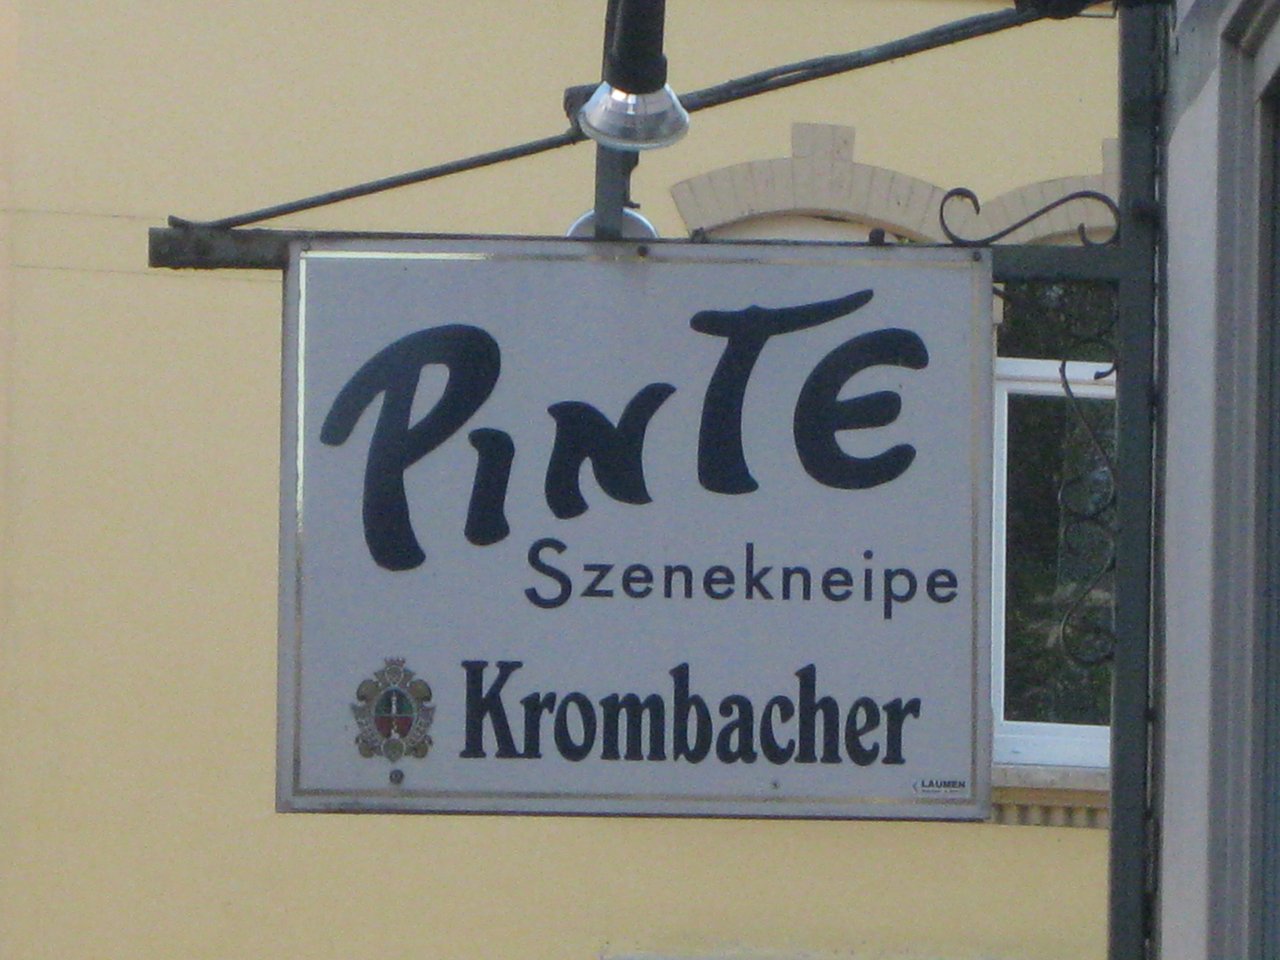 PINTE
Szenekneipe
Krombacher
LAUMEN